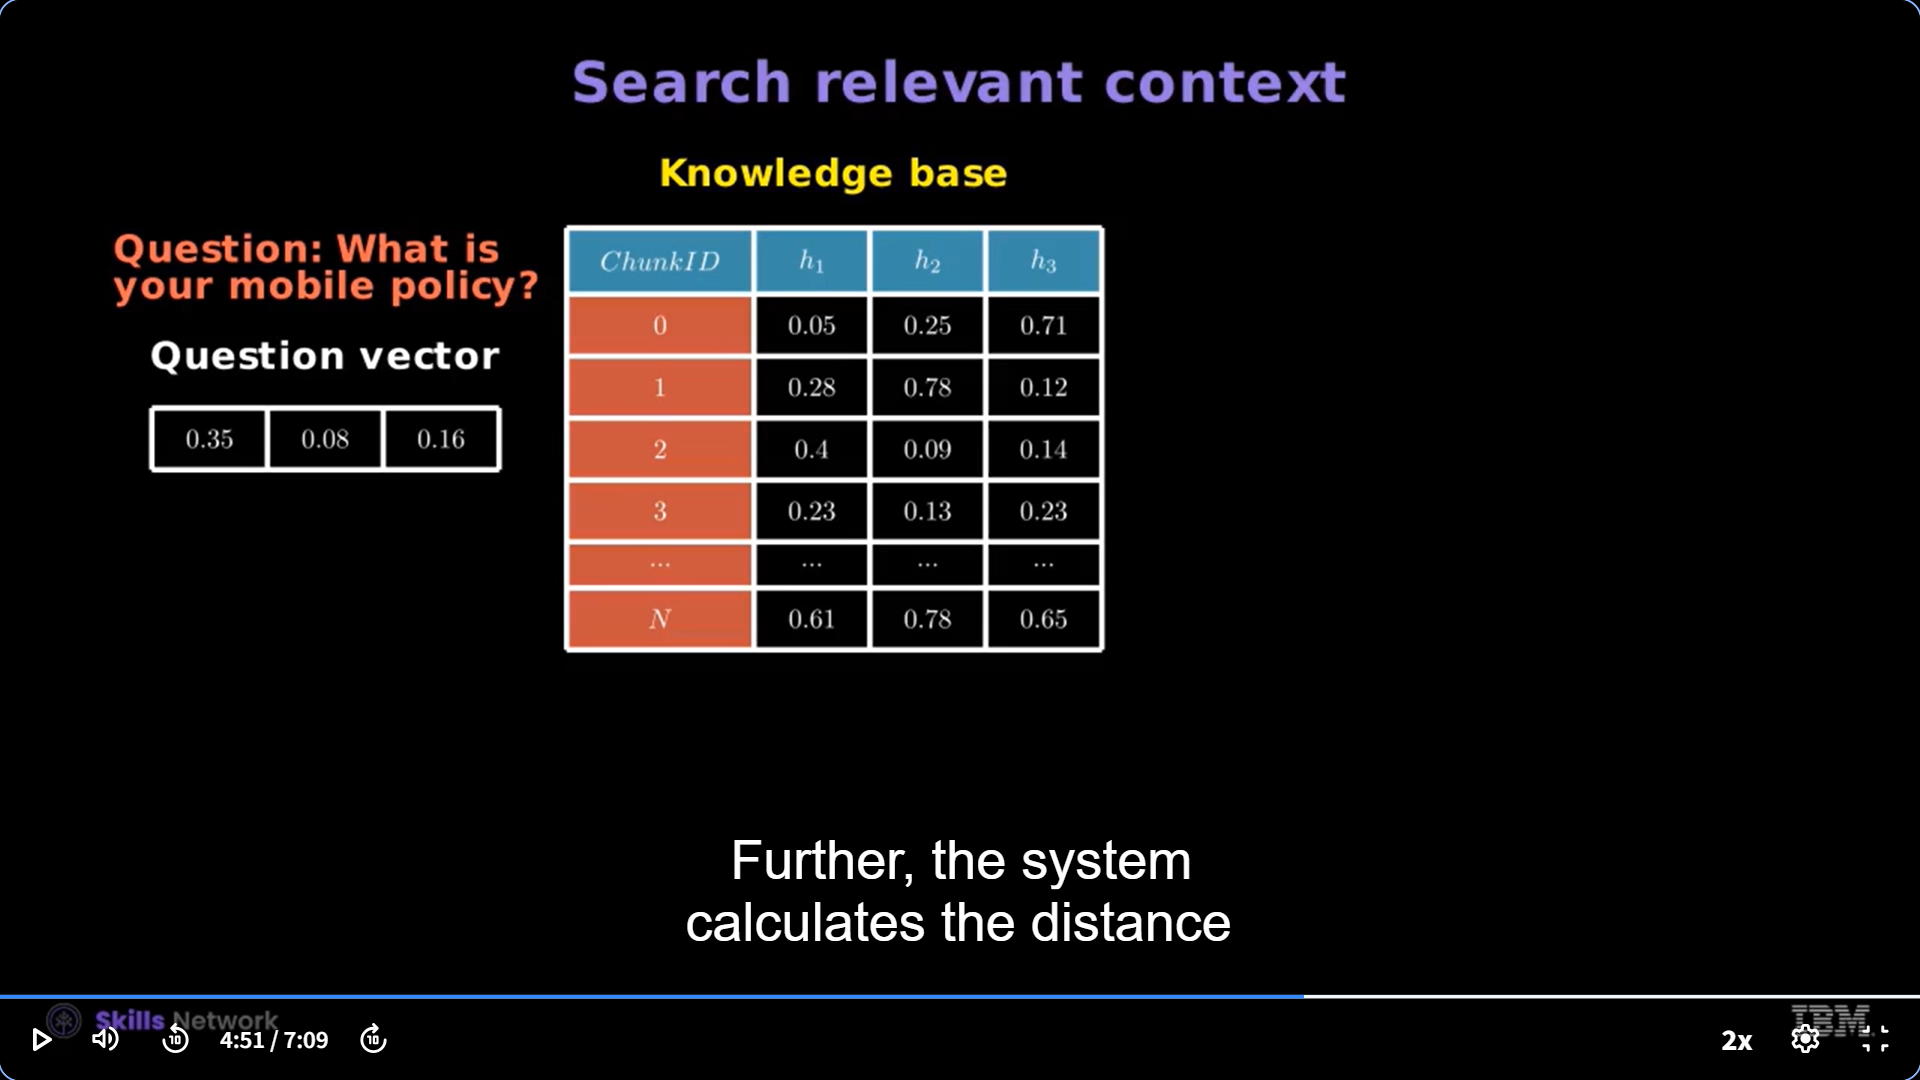 Search relevant context
Knowledge base
Question: What is
your mobile policy?
Question vector
0.35 0.08 0.16
ChunkID h₁ h₂ h₃
0 0.05 0.25 0.71
1 0.28 0.78 0.12
2 0.4 0.09 0.14
3 0.23 0.13 0.23
... ... ... ...
N 0.61 0.78 0.65
Further, the system
calculates the distance
Skills Network
IBM
10 4:51 / 7:09 10 2x